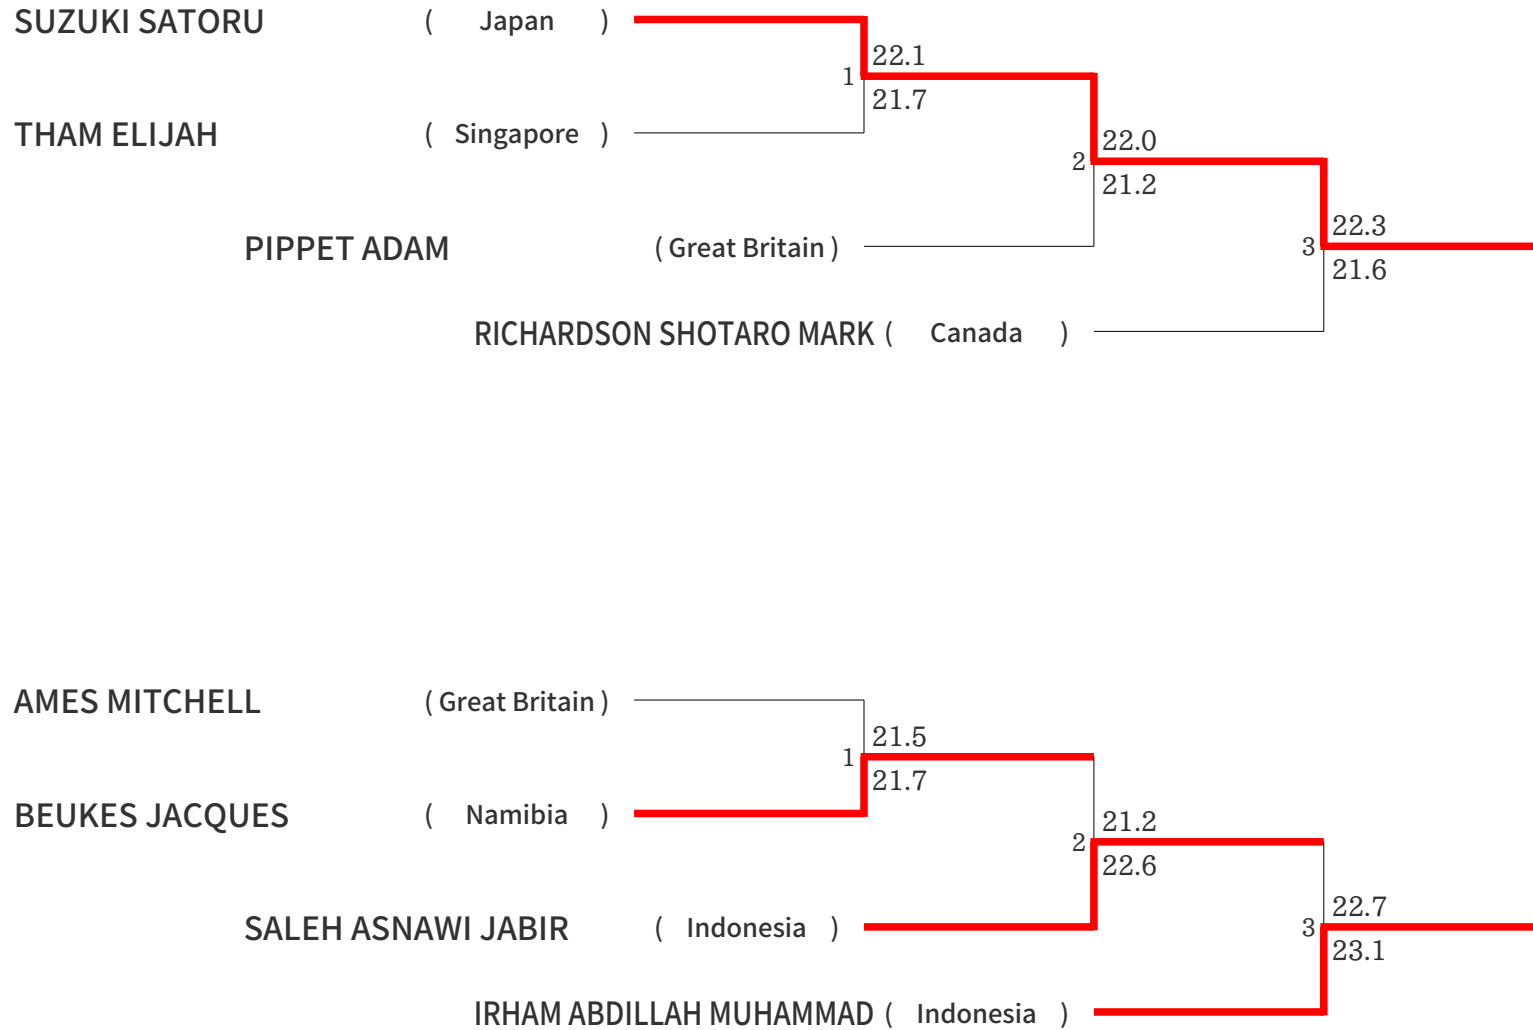 SUZUKI SATORU ( Japan )
22.1
1
21.7
THAM ELIJAH ( Singapore )
22.0
2
21.2
PIPPET ADAM ( Great Britain )
22.3
3
21.6
RICHARDSON SHOTARO MARK ( Canada )
AMES MITCHELL ( Great Britain )
21.5
1
21.7
BEUKES JACQUES ( Namibia )
21.2
2
22.6
SALEH ASNAWI JABIR ( Indonesia )
22.7
3
23.1
IRHAM ABDILLAH MUHAMMAD ( Indonesia )